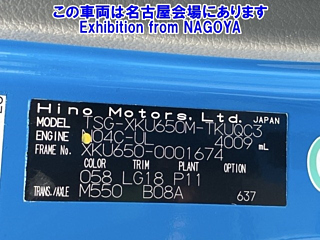 この車両は名古屋会場にあります
Exhibition from NAGOYA
Hino Motors, Ltd. JAPAN
MODEL TSG-XKU650M-TKUQC3
ENGINE 4009 mL
FRAME No. XKU650-0001674
COLOR TRIM PLANT OPTION
058 LG18 P11
TRANS./AXLE M550 B08A
637